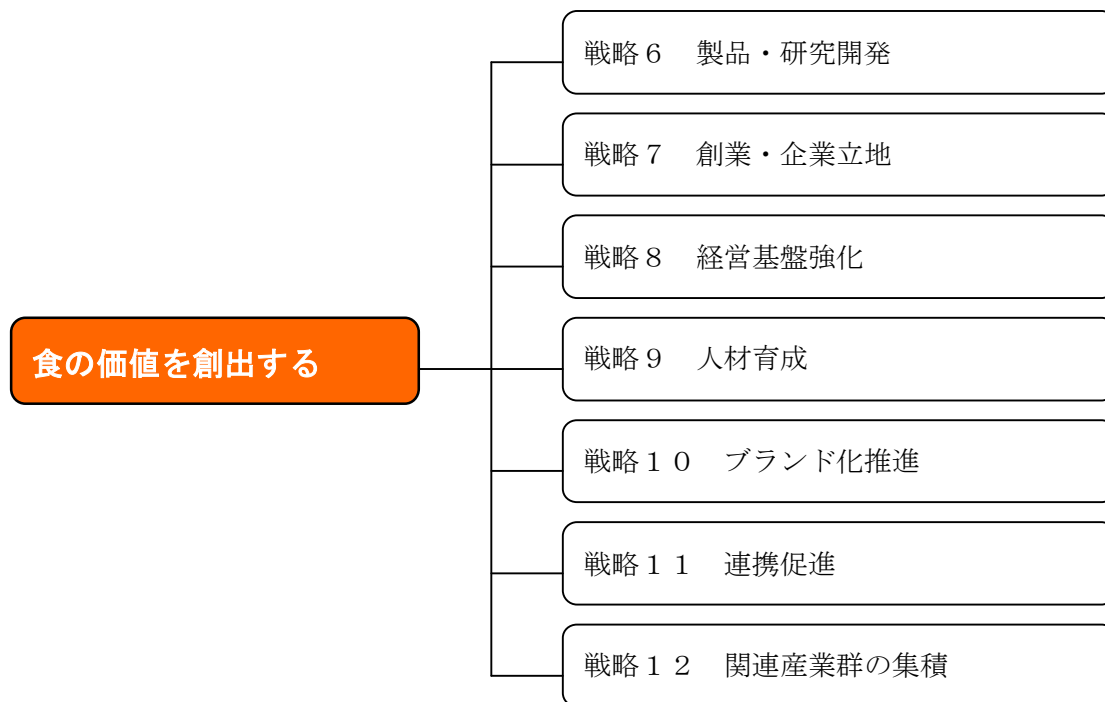 戦略６　製品・研究開発
戦略７　創業・企業立地
戦略８　経営基盤強化
食の価値を創出する
戦略９　人材育成
戦略１０　ブランド化推進
戦略１１　連携促進
戦略１２　関連産業群の集積